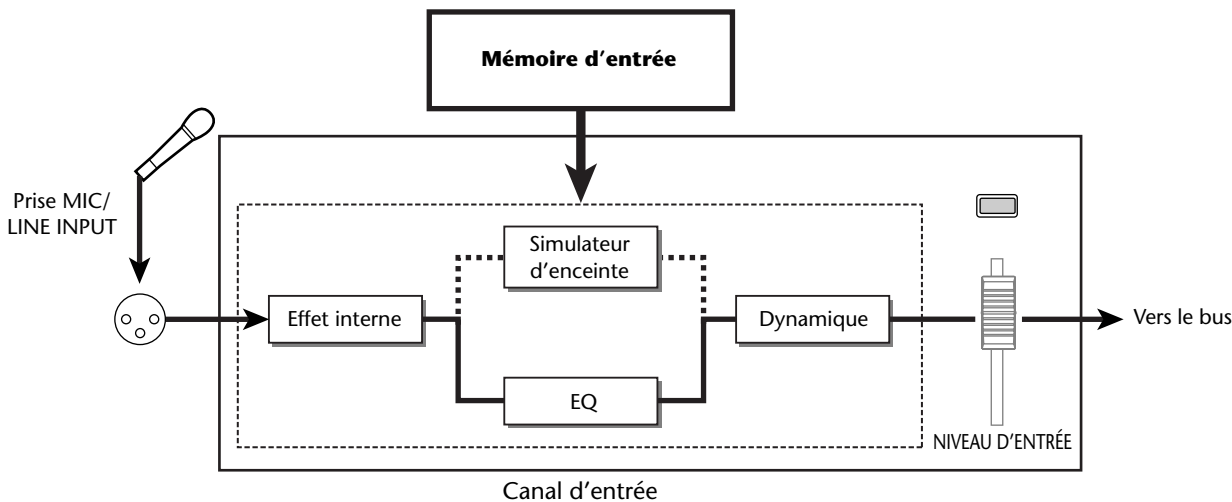 Mémoire d'entrée
Prise MIC/
LINE INPUT
Simulateur
d'enceinte
Effet interne
Dynamique
Vers le bus
EQ
NIVEAU D'ENTRÉE
Canal d'entrée